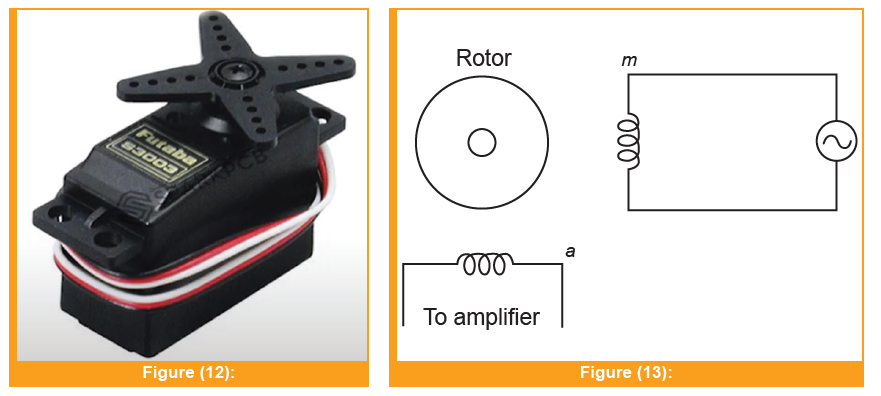 Futaba
S3003
Figure (12):
Rotor
m
a
To amplifier
Figure (13):